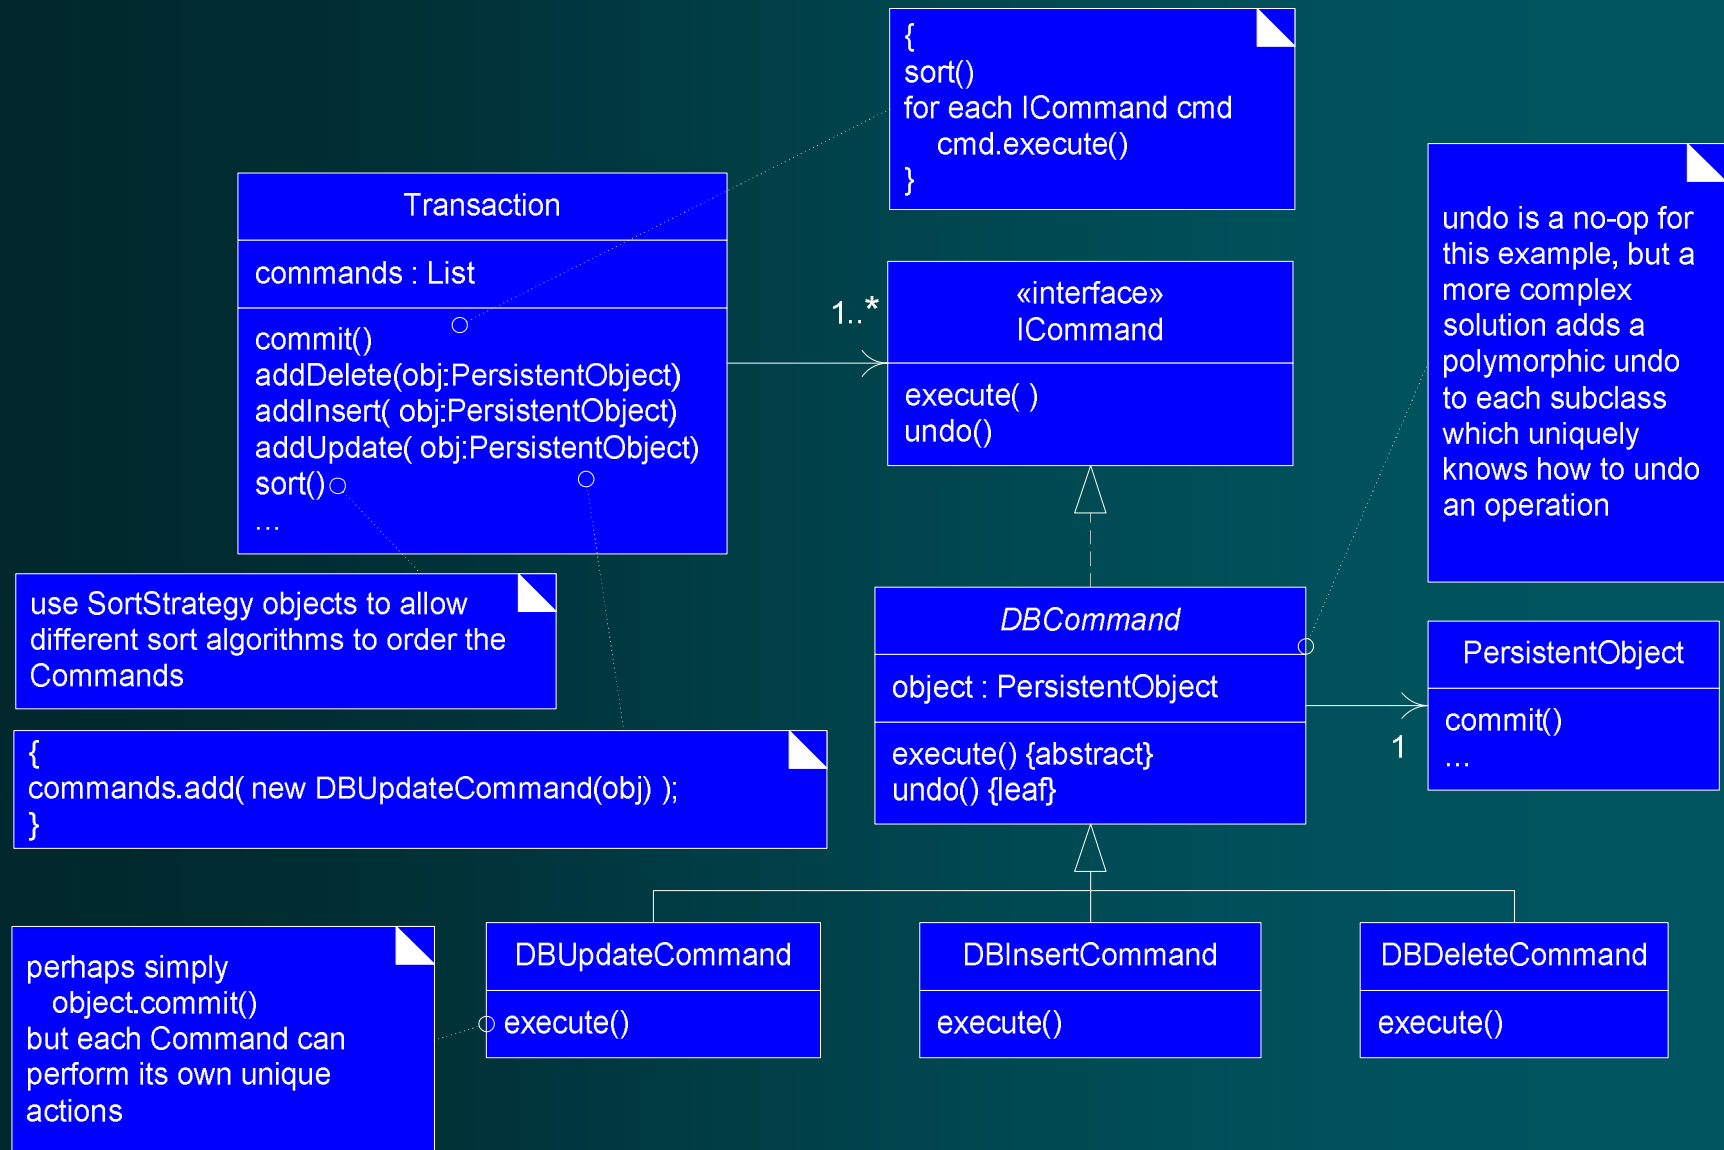 {
sort()
for each ICommand cmd
cmd.execute()
}
Transaction
commands : List
commit()
addDelete(obj:PersistentObject)
addInsert( obj:PersistentObject)
addUpdate( obj:PersistentObject)
sort()
...
1..*
«interface»
ICommand
execute( )
undo()
undo is a no-op for
this example, but a
more complex
solution adds a
polymorphic undo
to each subclass
which uniquely
knows how to undo
an operation
use SortStrategy objects to allow
different sort algorithms to order the
Commands
{
commands.add( new DBUpdateCommand(obj) );
}
DBCommand
object : PersistentObject
execute() {abstract}
undo() {leaf}
1
PersistentObject
commit()
...
perhaps simply
object.commit()
but each Command can
perform its own unique
actions
DBUpdateCommand
execute()
DBInsertCommand
execute()
DBDeleteCommand
execute()